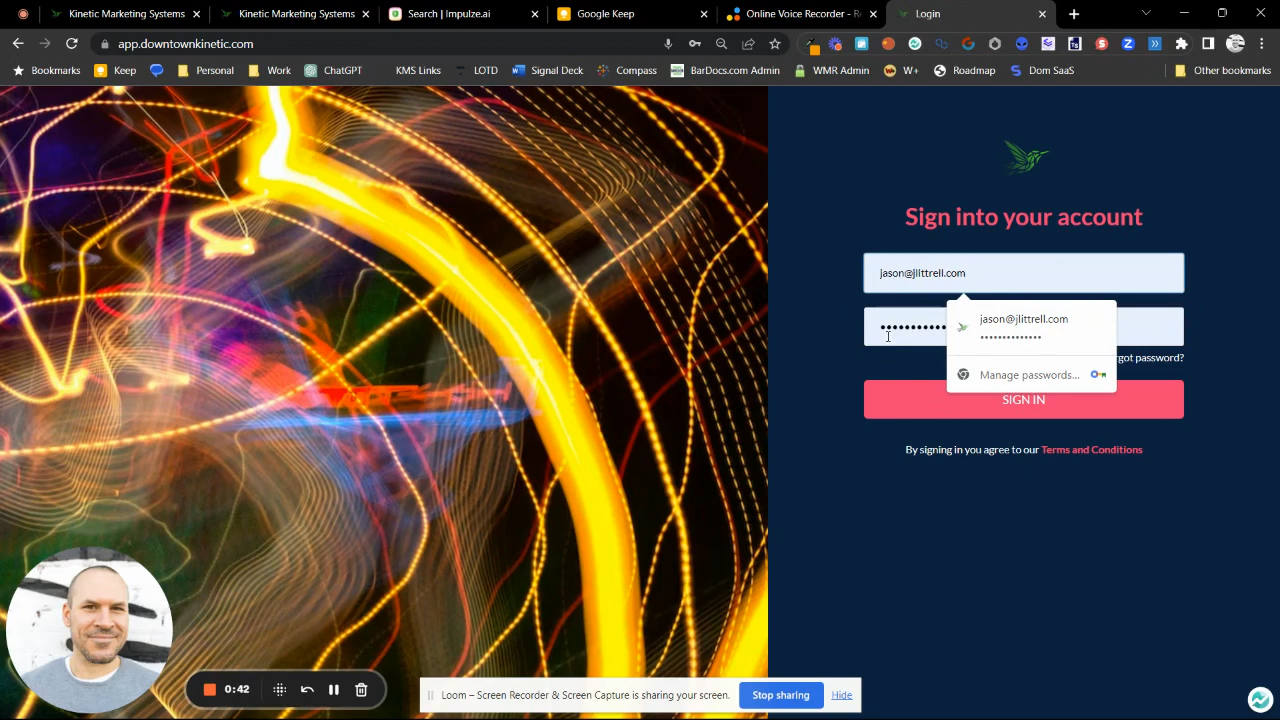 Kinetic Marketing Systems
Kinetic Marketing Systems
Search | Impulze.ai
Google Keep
Online Voice Recorder - Re
Login
app.downtownkinetic.com
Bookmarks
Keep
Personal
Work
ChatGPT
KMS Links
LOTD
Signal Deck
Compass
BarDocs.com Admin
WMR Admin
W+
Roadmap
Dom SaaS
Other bookmarks
Sign into your account
jason@jlittrell.com
jason@jlittrell.com
••••••••••••••
Manage passwords...
rgot password?
SIGN IN
By signing in you agree to our Terms and Conditions
0:42
Loom – Screen Recorder & Screen Capture is sharing your screen.
Stop sharing
Hide